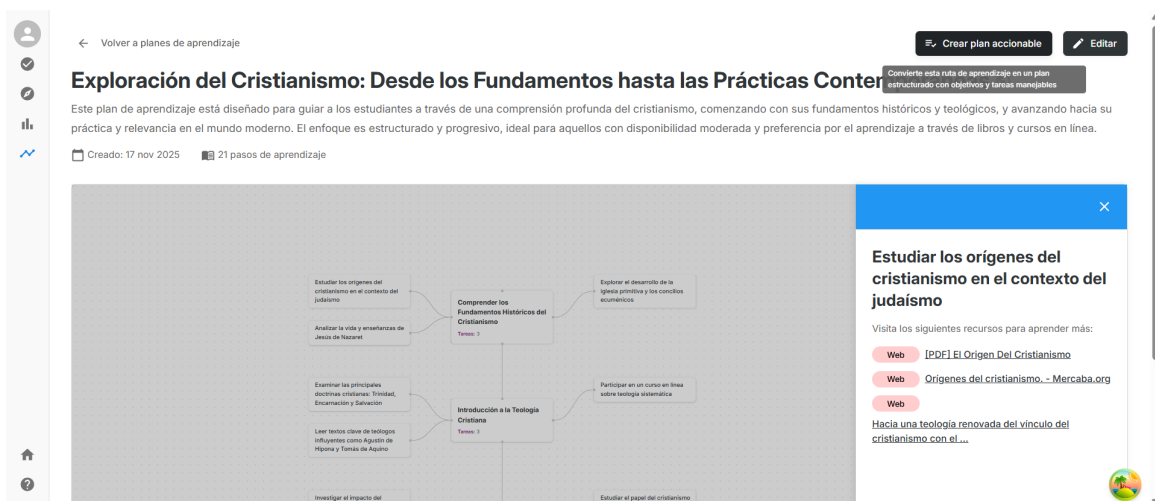 Volver a planes de aprendizaje
Crear plan accionable
Editar
Exploración del Cristianismo: Desde los Fundamentos hasta las Prácticas
Convierte esta ruta de aprendizaje en un plan
estructurado con objetivos y tareas manejables
Este plan de aprendizaje está diseñado para guiar a los estudiantes a través de una comprensión profunda del cristianismo, comenzando con sus fundamentos históricos y teológicos, y avanzando hacia su
práctica y relevancia en el mundo moderno. El enfoque es estructurado y progresivo, ideal para aquellos con disponibilidad moderada y preferencia por el aprendizaje a través de libros y cursos en línea.
Creado: 17 nov 2025
21 pasos de aprendizaje
Estudiar los orígenes del
cristianismo en el contexto del
judaísmo
Analizar la vida y enseñanzas de
Jesús de Nazaret
Comprender los
Fundamentos Históricos del
Cristianismo
Tareas: 3
Explorar el desarrollo de la
iglesia primitiva y los concilios
ecuménicos
Examinar las principales
doctrinas cristianas: Trinidad,
Encarnación y Salvación
Leer textos clave de teólogos
influyentes como Agustín de
Hipona y Tomás de Aquino
Introducción a la Teología
Cristiana
Tareas: 3
Participar en un curso en línea
sobre teología sistemática
Investigar el impacto del
Estudiar el papel del cristianismo
Estudiar los orígenes del
cristianismo en el contexto del
judaísmo
Visita los siguientes recursos para aprender más:
Web [PDF] El Origen Del Cristianismo
Web Orígenes del cristianismo. - Mercaba.org
Web
Hacia una teología renovada del vínculo del
cristianismo con el ...